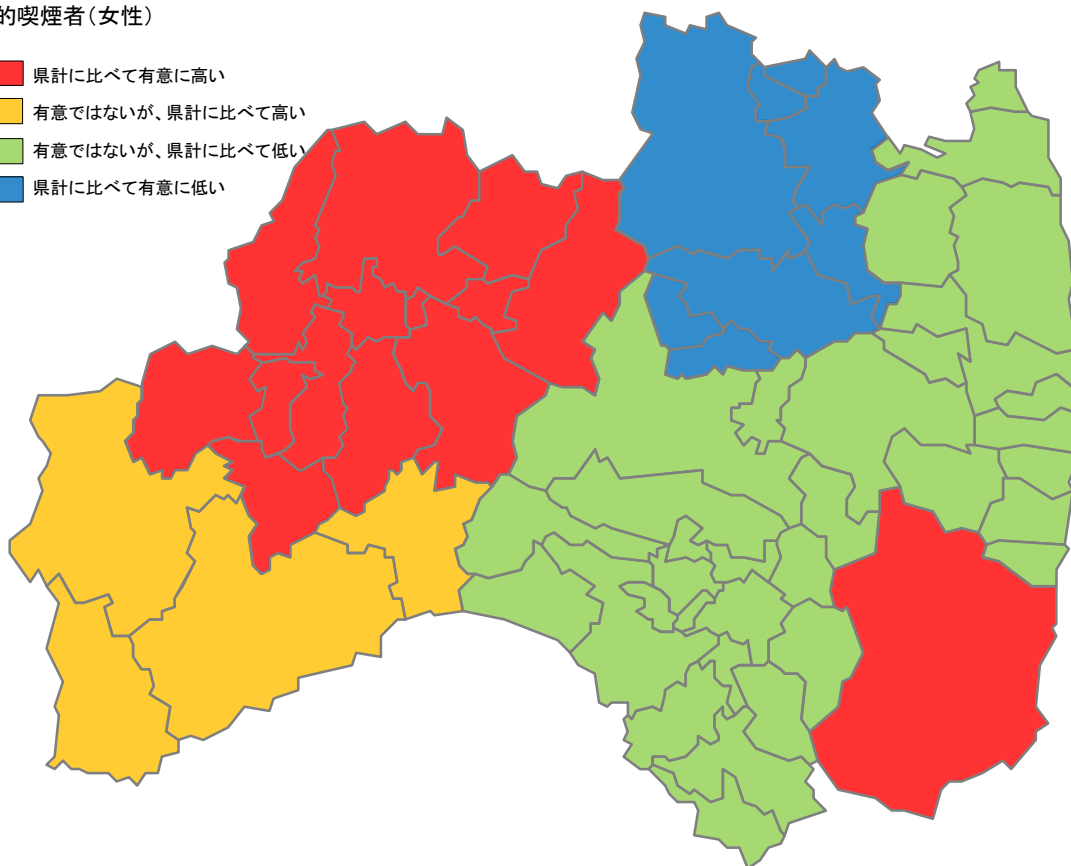 的喫煙者(女性)
県計に比べて有意に高い
有意ではないが、県計に比べて高い
有意ではないが、県計に比べて低い
県計に比べて有意に低い